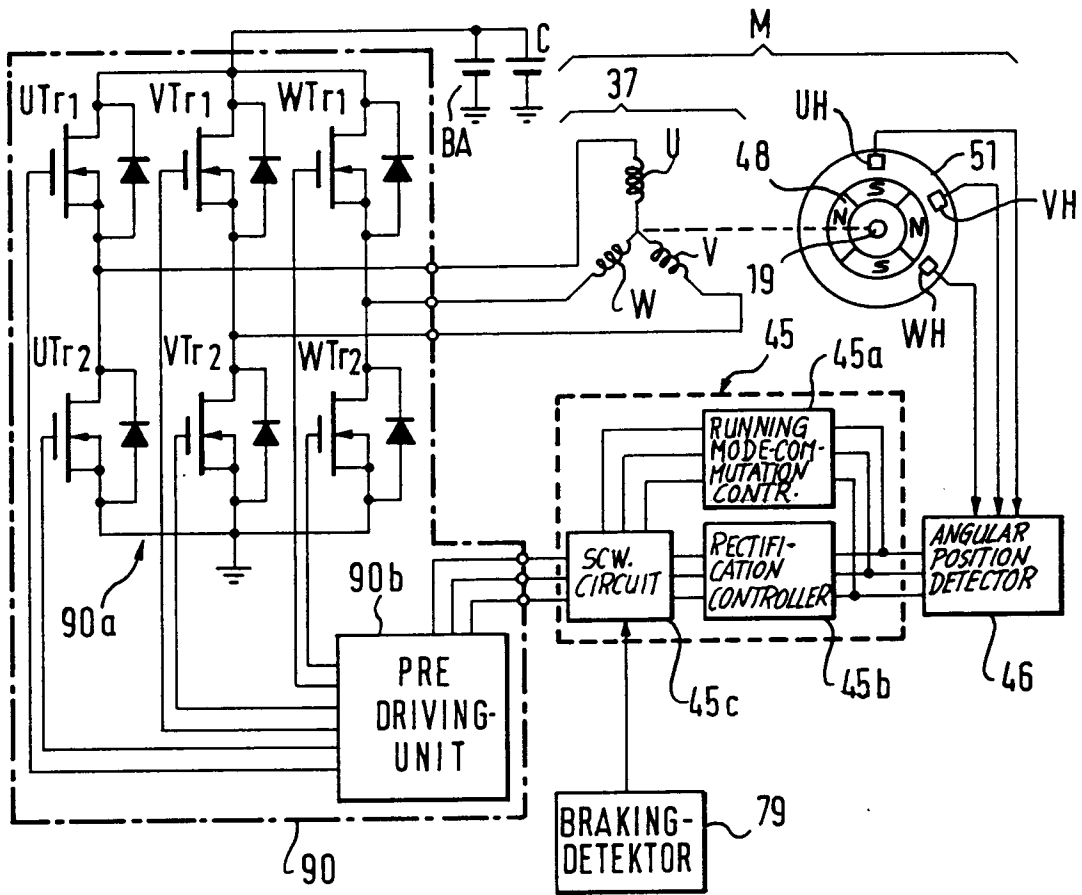 M
C
37
UTr1
VTr1
WTr1
BA
UH
U
48
51
S
N
N
S
VH
V
W
19
WH
UTr2
VTr2
WTr2
45
45a
RUNNING
MODE-COM-
MUTATION
CONTR.
90a
90b
SCW.
CIRCUIT
RECTIFI-
CATION
CONTROLLER
ANGULAR
POSITION
DETECTOR
PRE
DRIVING-
UNIT
45c
45b
46
BRAKING-
DETEKTOR
79
90